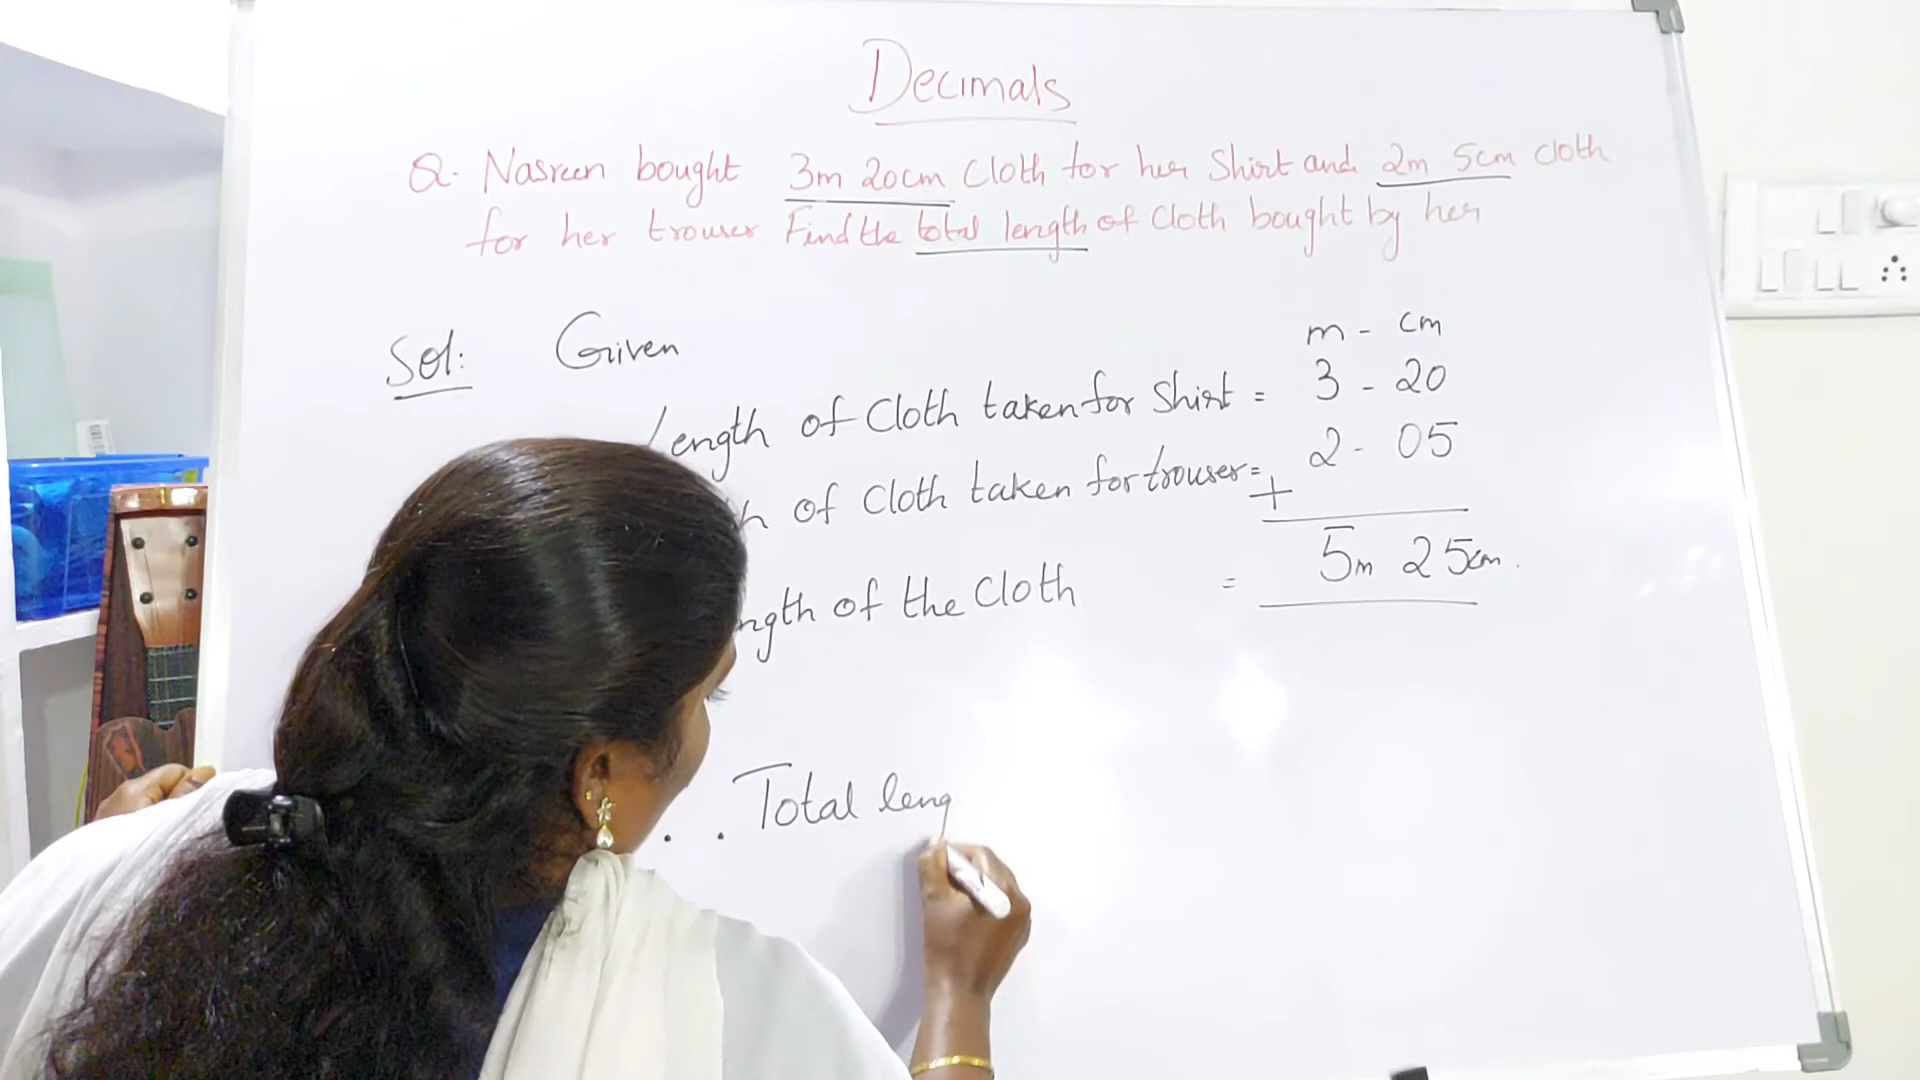 Decimals
Q. Nasreen bought 3m 20cm cloth for her shirt and 2m 5cm cloth
for her trouser Find the total length of cloth bought by her
Sol: Given
m - cm
Length of cloth taken for shirt = 3 - 20
of cloth taken for trouser = 2 - 05
+
of the cloth = 5m 25cm.
Total leng